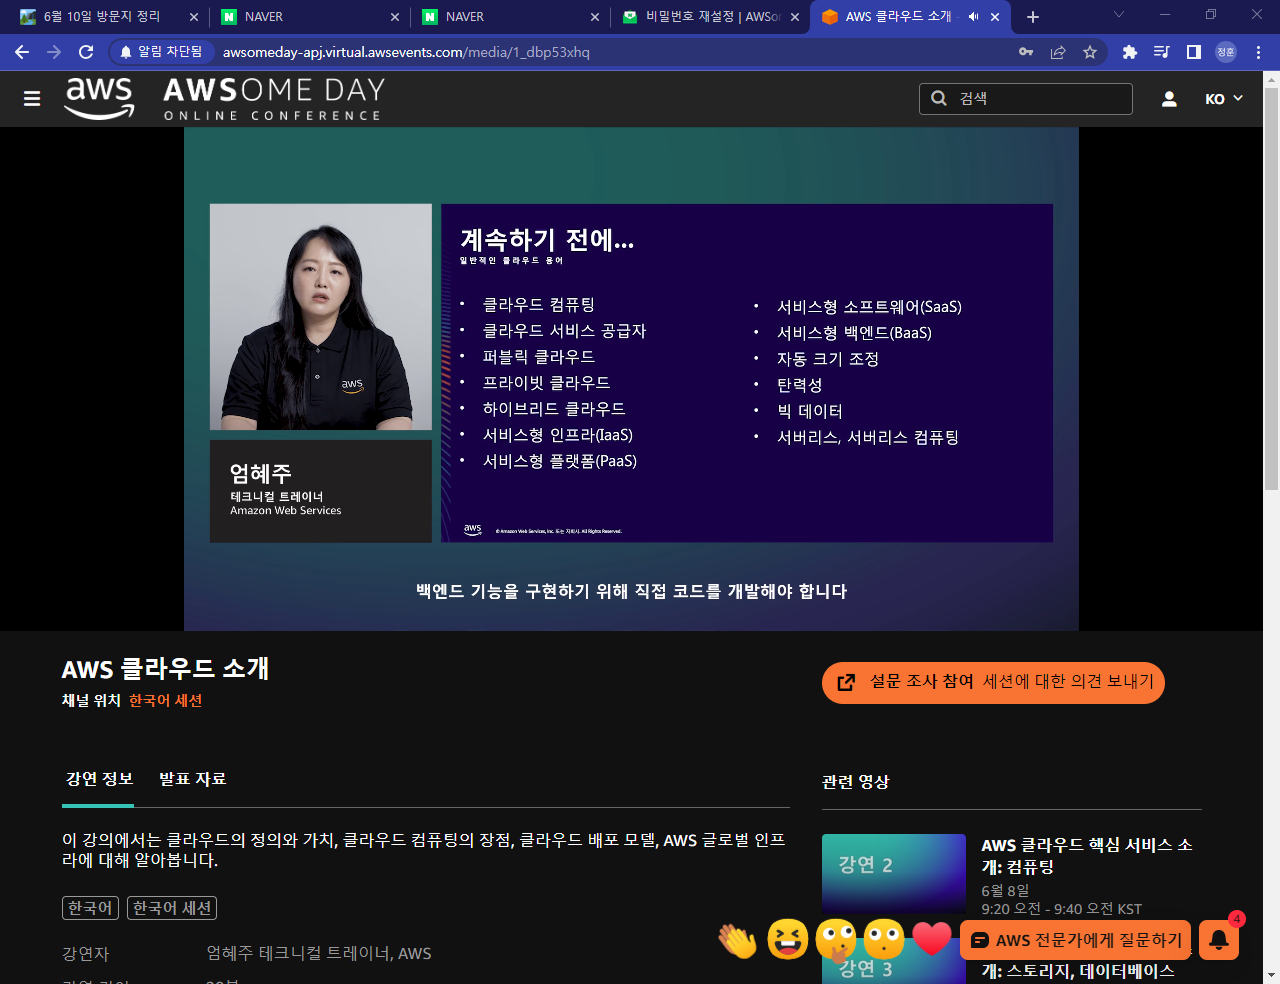 6월 10일 방문지 정리
NAVER
NAVER
비밀번호 재설정 | AWSor
AWS 클라우드 소개 -
알림 차단됨
awsomeday-apj.virtual.awsevents.com/media/1_dbp53xhq
정훈
aws
AWSOME DAY
ONLINE CONFERENCE
검색
KO
계속하기 전에...
일반적인 클라우드 용어
• 클라우드 컴퓨팅
• 클라우드 서비스 공급자
• 퍼블릭 클라우드
• 프라이빗 클라우드
• 하이브리드 클라우드
• 서비스형 인프라(IaaS)
• 서비스형 플랫폼(PaaS)
• 서비스형 소프트웨어(SaaS)
• 서비스형 백엔드(BaaS)
• 자동 크기 조정
• 탄력성
• 빅 데이터
• 서버리스, 서버리스 컴퓨팅
aws
엄혜주
테크니컬 트레이너
Amazon Web Services
aws
© Amazon Web Services, Inc. 또는 자회사. All Rights Reserved.
백엔드 기능을 구현하기 위해 직접 코드를 개발해야 합니다
AWS 클라우드 소개
채널 위치 한국어 세션
설문 조사 참여 세션에 대한 의견 보내기
강연 정보
발표 자료
이 강의에서는 클라우드의 정의와 가치, 클라우드 컴퓨팅의 장점, 클라우드 배포 모델, AWS 글로벌 인프
라에 대해 알아봅니다.
한국어
한국어 세션
강연자 엄혜주 테크니컬 트레이너, AWS
관련 영상
강연 2
AWS 클라우드 핵심 서비스 소
개: 컴퓨팅
6월 8일
9:20 오전 - 9:40 오전 KST
4
AWS 전문가에게 질문하기
강연 3
개: 스토리지, 데이터베이스